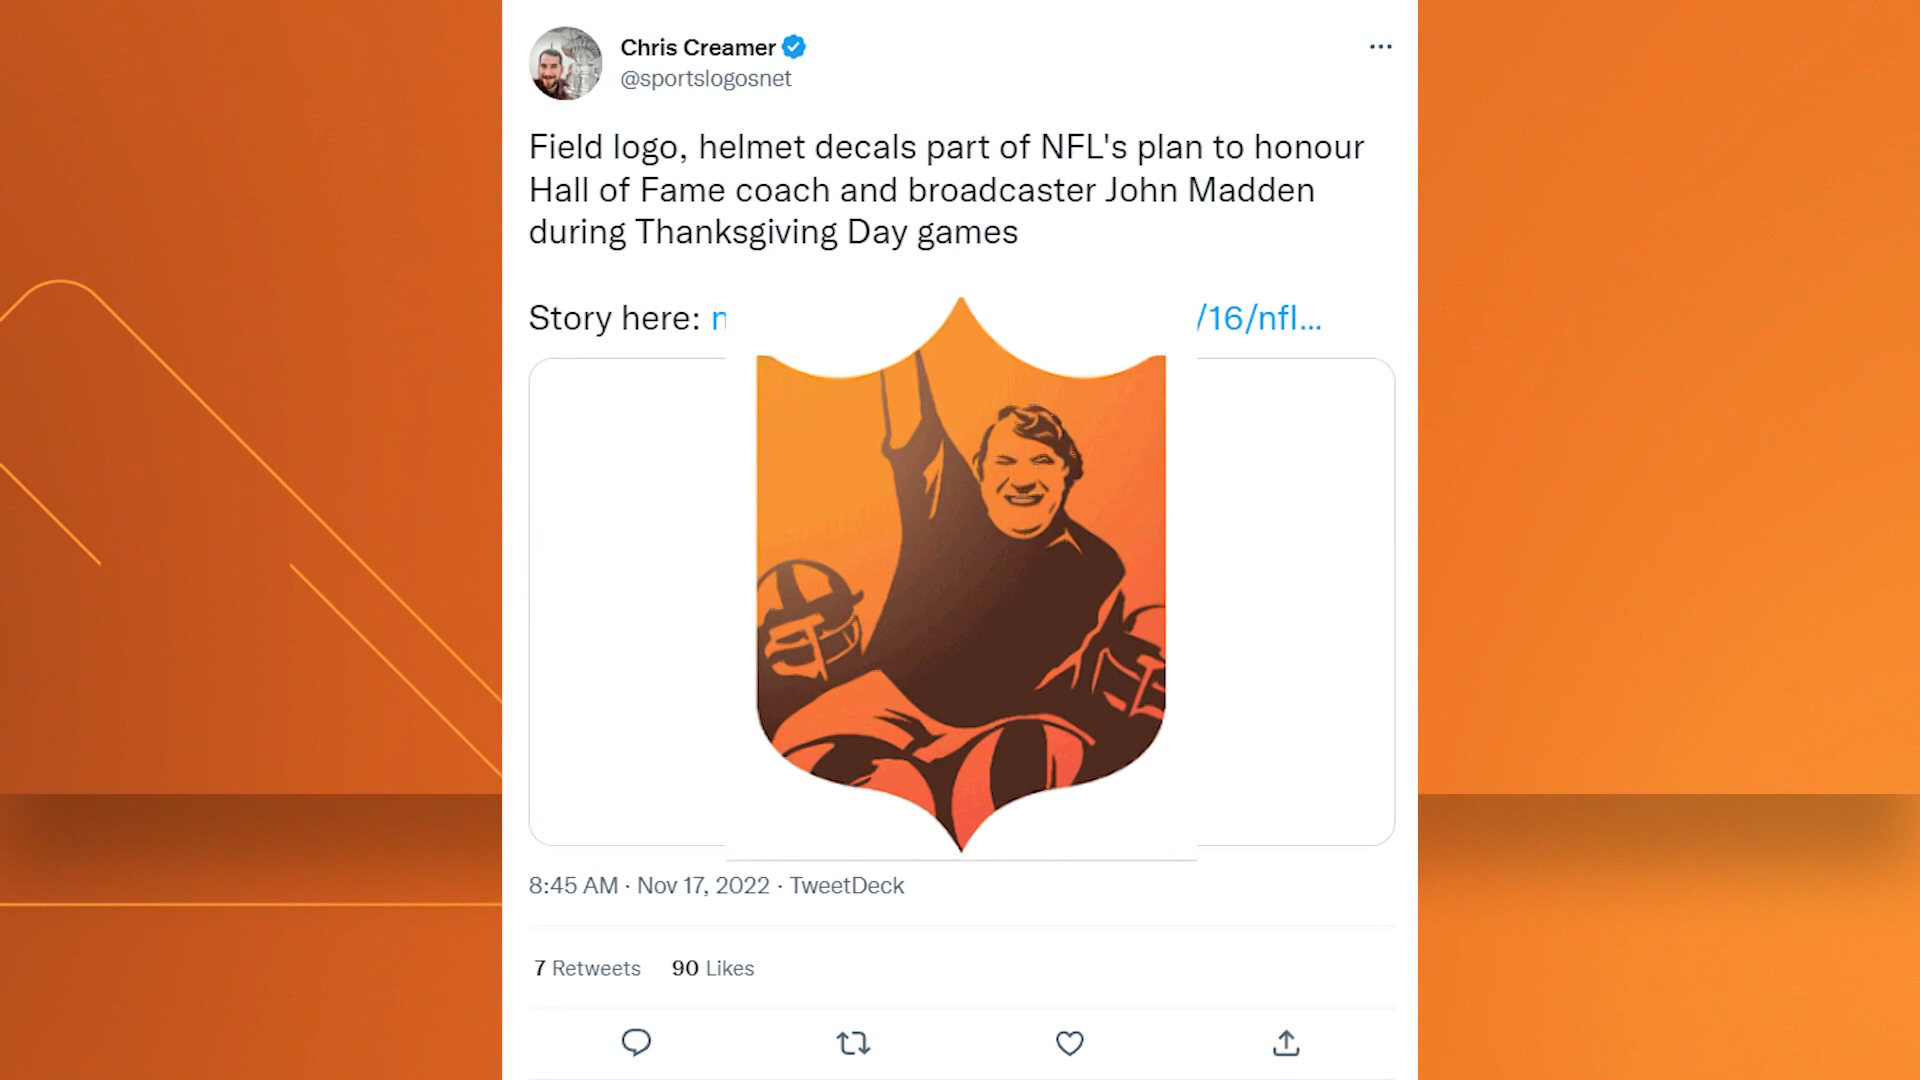 Chris Creamer
@sportslogosnet
Field logo, helmet decals part of NFL's plan to honour
Hall of Fame coach and broadcaster John Madden
during Thanksgiving Day games
Story here: n /16/nfl...
8:45 AM · Nov 17, 2022 · TweetDeck
7 Retweets 90 Likes